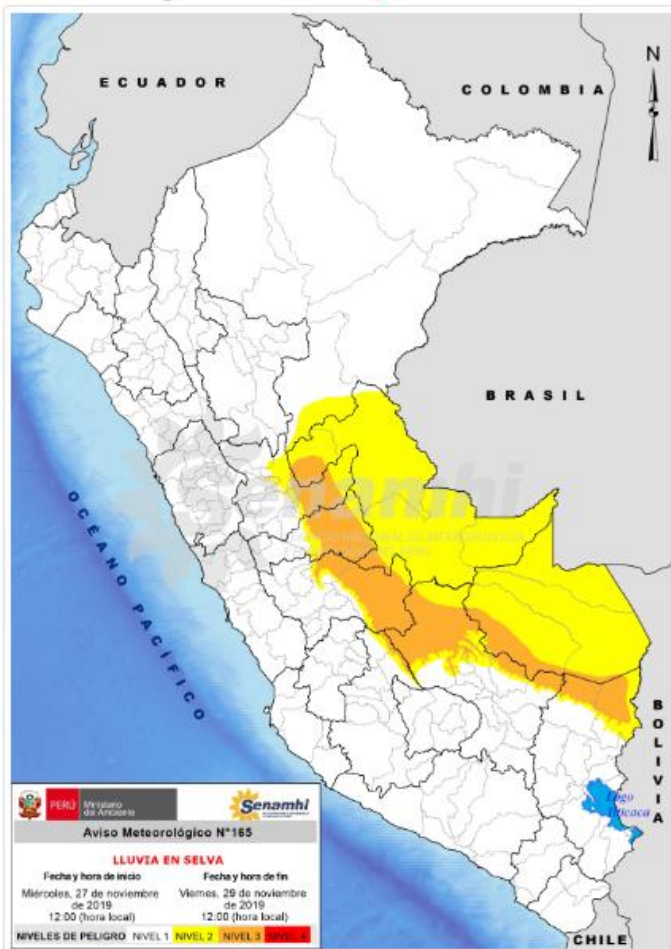 ECUADOR
COLOMBIA
N
BRASIL
Senamhi
OCÉANO PACÍFICO
BOLIVIA
Lago
Titicaca
PERÚ
Ministerio
del Ambiente
Senamhi
Aviso Meteorológico N°165
LLUVIA EN SELVA
Fecha y hora de inicio
Miércoles, 27 de noviembre
de 2019
12:00 (hora local)
Fecha y hora de fin
Viernes, 29 de noviembre
de 2019
12:00 (hora local)
NIVELES DE PELIGRO NIVEL 1 NIVEL 2 NIVEL 3 NIVEL 4
CHILE